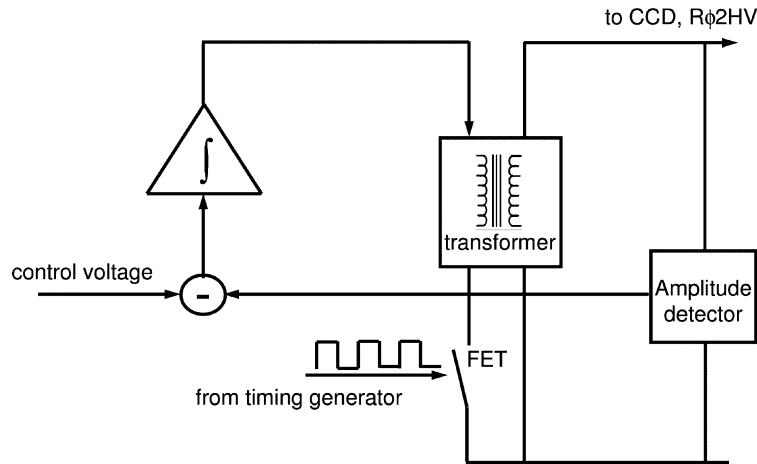 to CCD, Rϕ2HV
∫
transformer
control voltage
-
Amplitude
detector
FET
from timing generator